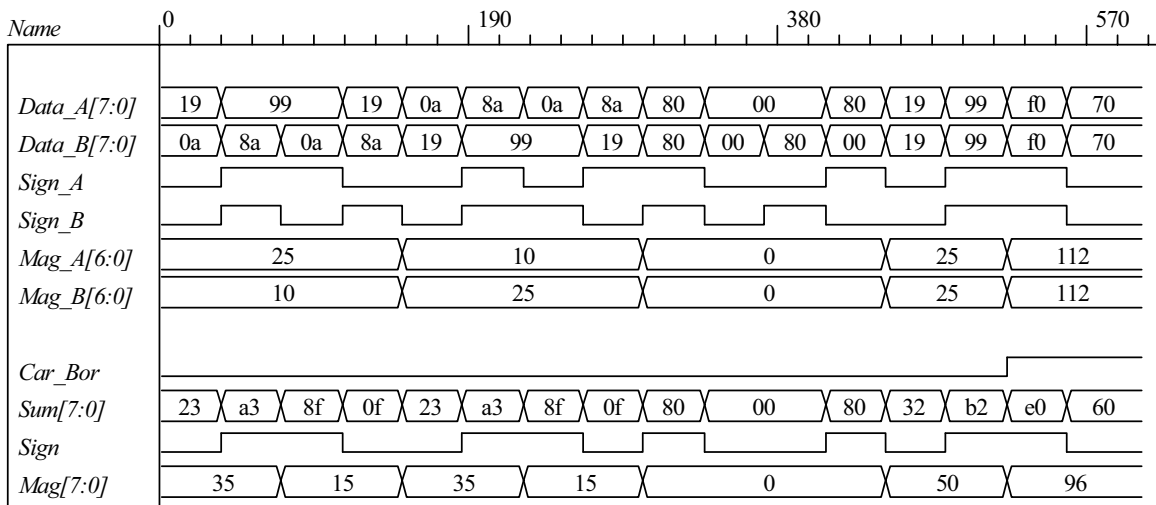 Name 0 190 380 570
Data_A[7:0] 19 99 19 0a 8a 0a 8a 80 00 80 19 99 f0 70
Data_B[7:0] 0a 8a 0a 8a 19 99 19 80 00 80 00 19 99 f0 70
Sign_A
Sign_B
Mag_A[6:0] 25 10 0 25 112
Mag_B[6:0] 10 25 0 25 112
Car_Bor
Sum[7:0] 23 a3 8f 0f 23 a3 8f 0f 80 00 80 32 b2 e0 60
Sign
Mag[7:0] 35 15 35 15 0 50 96